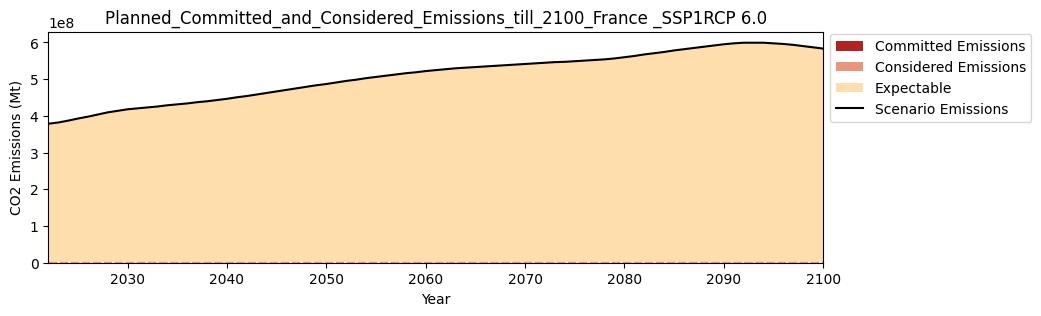 Planned_Committed_and_Considered_Emissions_till_2100_France _SSP1RCP 6.0
1e8
CO2 Emissions (Mt)
6
5
4
3
2
1
0
2030 2040 2050 2060 2070 2080 2090 2100
Year
Committed Emissions
Considered Emissions
Expectable
Scenario Emissions